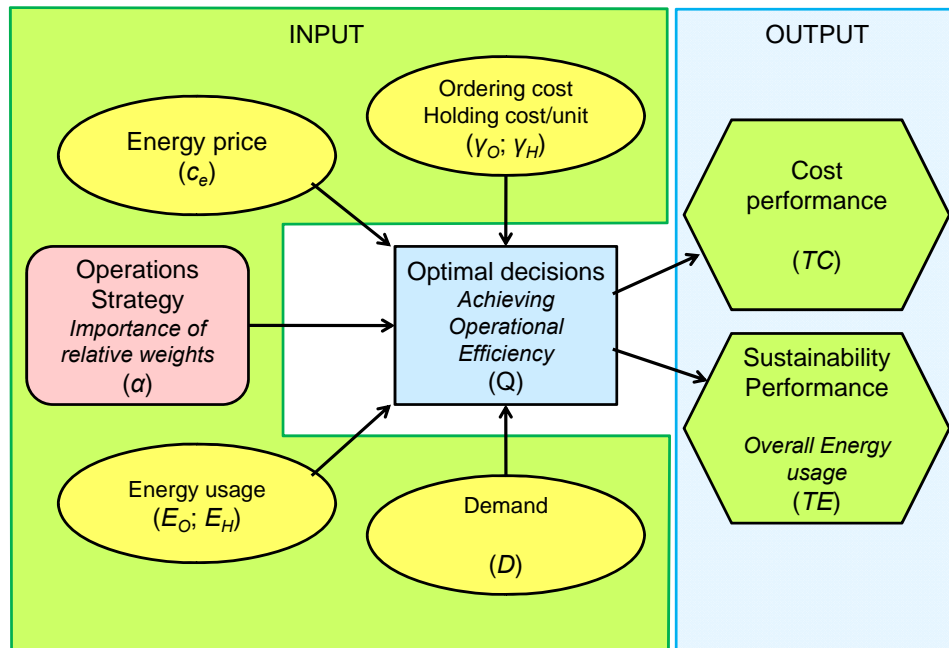 INPUT
OUTPUT
Ordering cost
Holding cost/unit
(γO; γH)
Energy price
(ce)
Cost
performance
(TC)
Operations
Strategy
Importance of
relative weights
(α)
Optimal decisions
Achieving
Operational
Efficiency
(Q)
Sustainability
Performance
Overall Energy
usage
(TE)
Energy usage
(EO; EH)
Demand
(D)